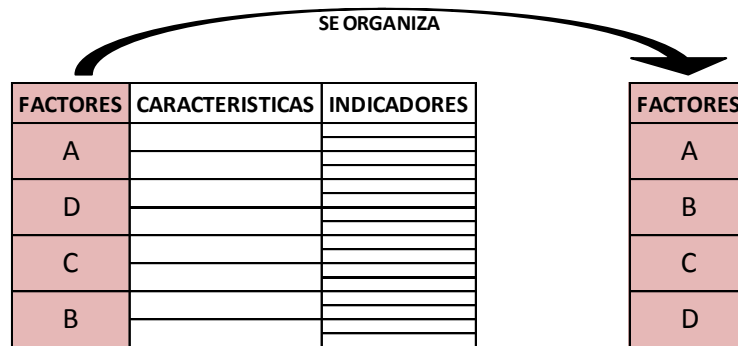 SE ORGANIZA
FACTORES CARACTERISTICAS INDICADORES FACTORES
A A
D B
C C
B D